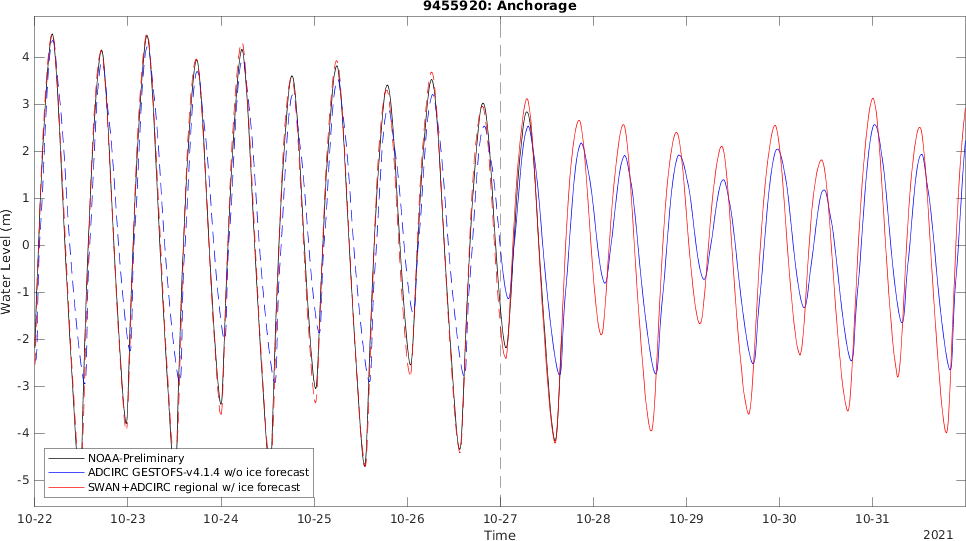 9455920: Anchorage
Water Level (m)
4
3
2
1
0
-1
-2
-3
-4
-5
NOAA-Preliminary
ADCIRC GESTOFS-v4.1.4 w/o ice forecast
SWAN+ADCIRC regional w/ ice forecast
10-22 10-23 10-24 10-25 10-26 10-27 10-28 10-29 10-30 10-31
Time
2021